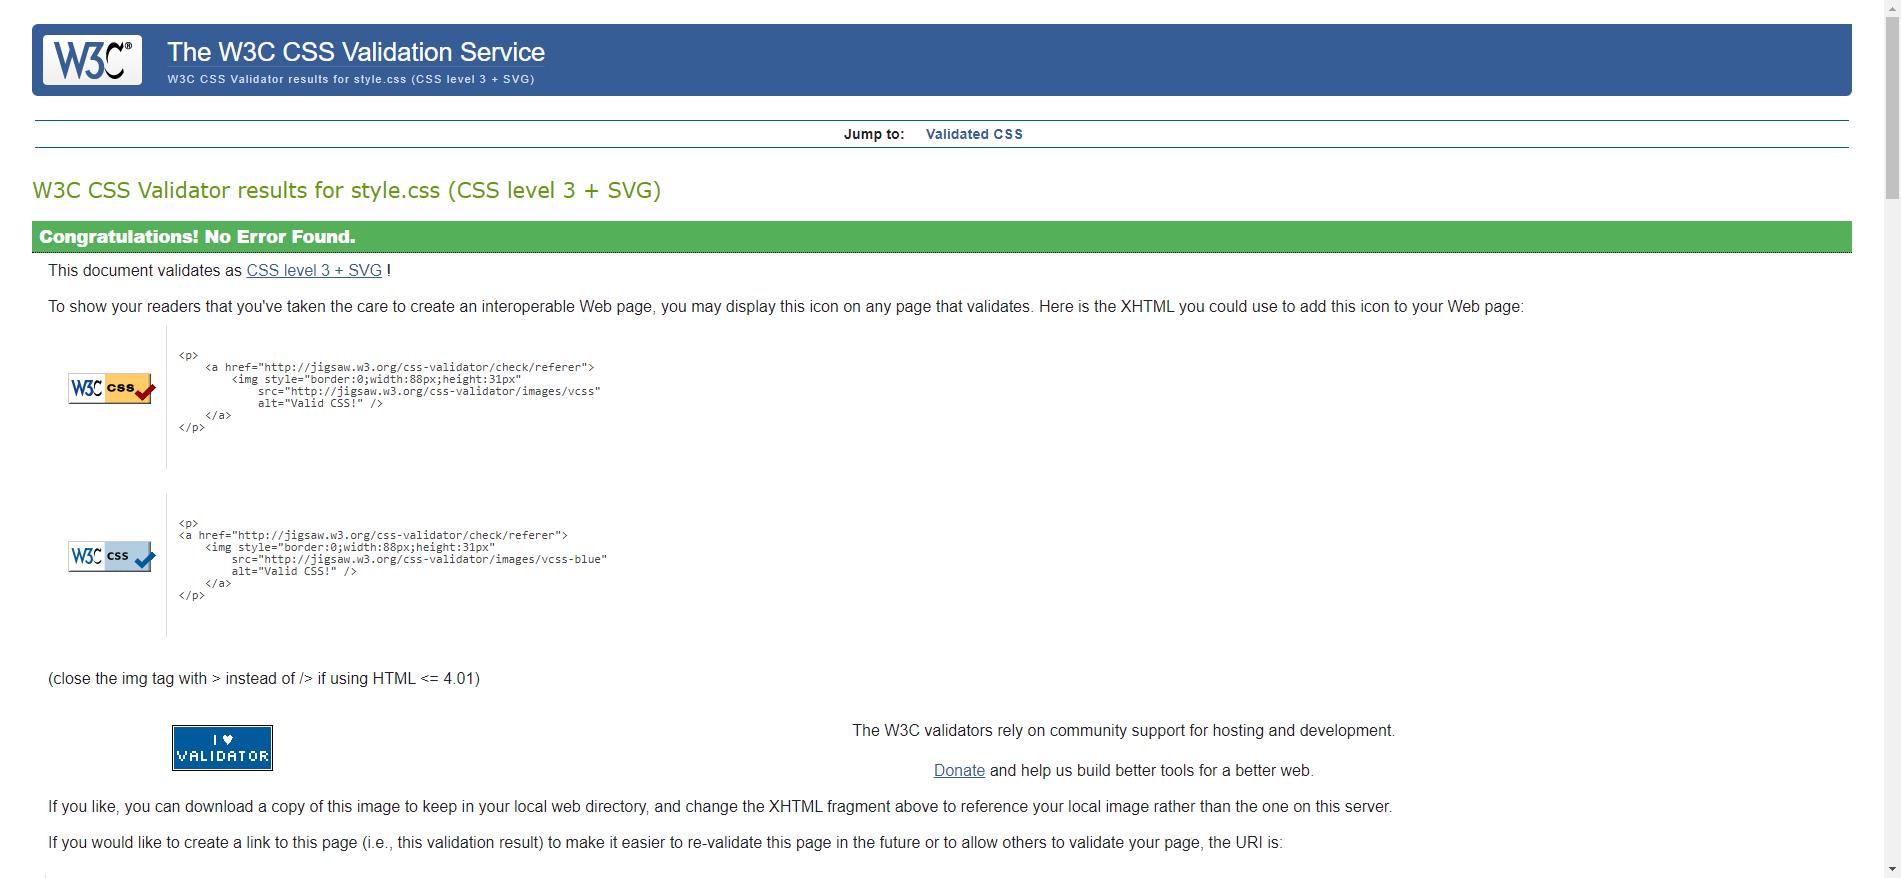 W3C®
The W3C CSS Validation Service
W3C CSS Validator results for style.css (CSS level 3 + SVG)
Jump to: Validated CSS
W3C CSS Validator results for style.css (CSS level 3 + SVG)
Congratulations! No Error Found.
This document validates as CSS level 3 + SVG !
To show your readers that you've taken the care to create an interoperable Web page, you may display this icon on any page that validates. Here is the XHTML you could use to add this icon to your Web page:
W3C css
<p>
<a href="http://jigsaw.w3.org/css-validator/check/referer">
<img style="border:0;width:88px;height:31px"
src="http://jigsaw.w3.org/css-validator/images/vcss"
alt="Valid CSS!" />
</a>
</p>
W3C css
<p>
<a href="http://jigsaw.w3.org/css-validator/check/referer">
<img style="border:0;width:88px;height:31px"
src="http://jigsaw.w3.org/css-validator/images/vcss-blue"
alt="Valid CSS!" />
</a>
</p>
(close the img tag with > instead of /> if using HTML <= 4.01)
I ♥
VALIDATOR
The W3C validators rely on community support for hosting and development.
Donate and help us build better tools for a better web.
If you like, you can download a copy of this image to keep in your local web directory, and change the XHTML fragment above to reference your local image rather than the one on this server.
If you would like to create a link to this page (i.e., this validation result) to make it easier to re-validate this page in the future or to allow others to validate your page, the URI is: